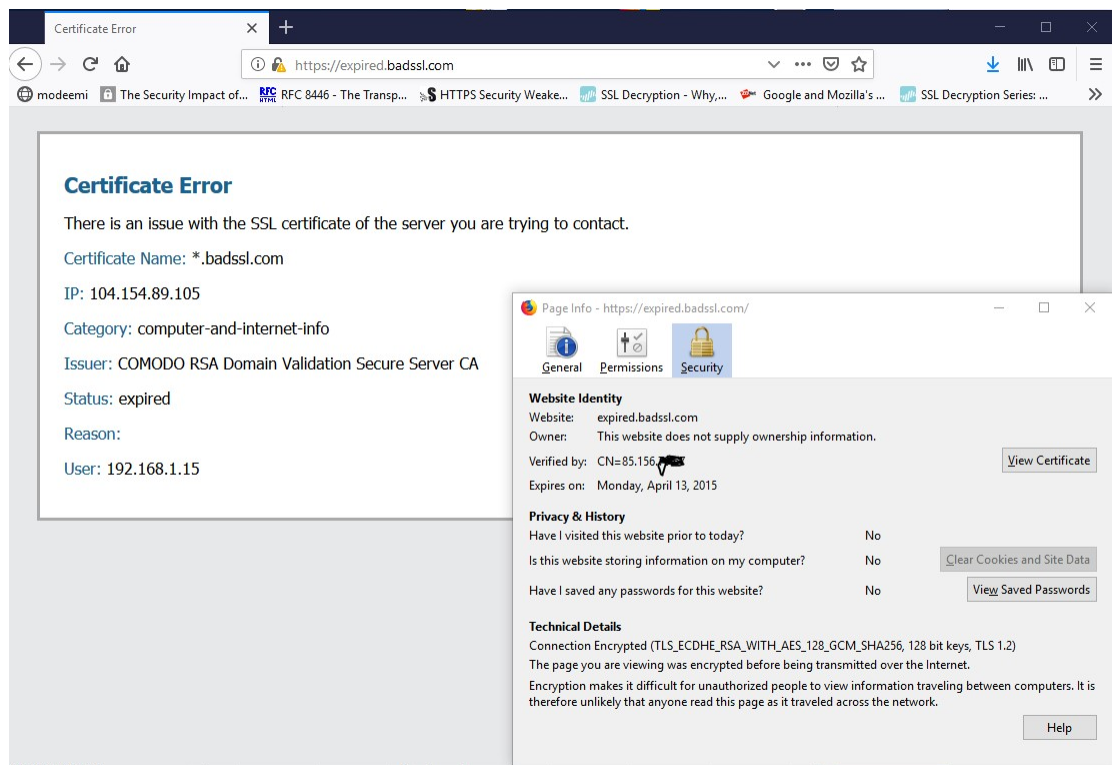 Certificate Error
https://expired.badssl.com
modeemi The Security Impact of... RFC HTML RFC 8446 - The Transp... HTTPS Security Weake... SSL Decryption - Why,... Google and Mozilla's ... SSL Decryption Series: ...
Certificate Error
There is an issue with the SSL certificate of the server you are trying to contact.
Certificate Name: *.badssl.com
IP: 104.154.89.105
Category: computer-and-internet-info
Issuer: COMODO RSA Domain Validation Secure Server CA
Status: expired
Reason:
User: 192.168.1.15
Page Info - https://expired.badssl.com/
General Permissions Security
Website Identity
Website: expired.badssl.com
Owner: This website does not supply ownership information.
Verified by: CN=85.156.
View Certificate
Expires on: Monday, April 13, 2015
Privacy & History
Have I visited this website prior to today? No
Is this website storing information on my computer? No Clear Cookies and Site Data
Have I saved any passwords for this website? No View Saved Passwords
Technical Details
Connection Encrypted (TLS_ECDHE_RSA_WITH_AES_128_GCM_SHA256, 128 bit keys, TLS 1.2)
The page you are viewing was encrypted before being transmitted over the Internet.
Encryption makes it difficult for unauthorized people to view information traveling between computers. It is
therefore unlikely that anyone read this page as it traveled across the network.
Help